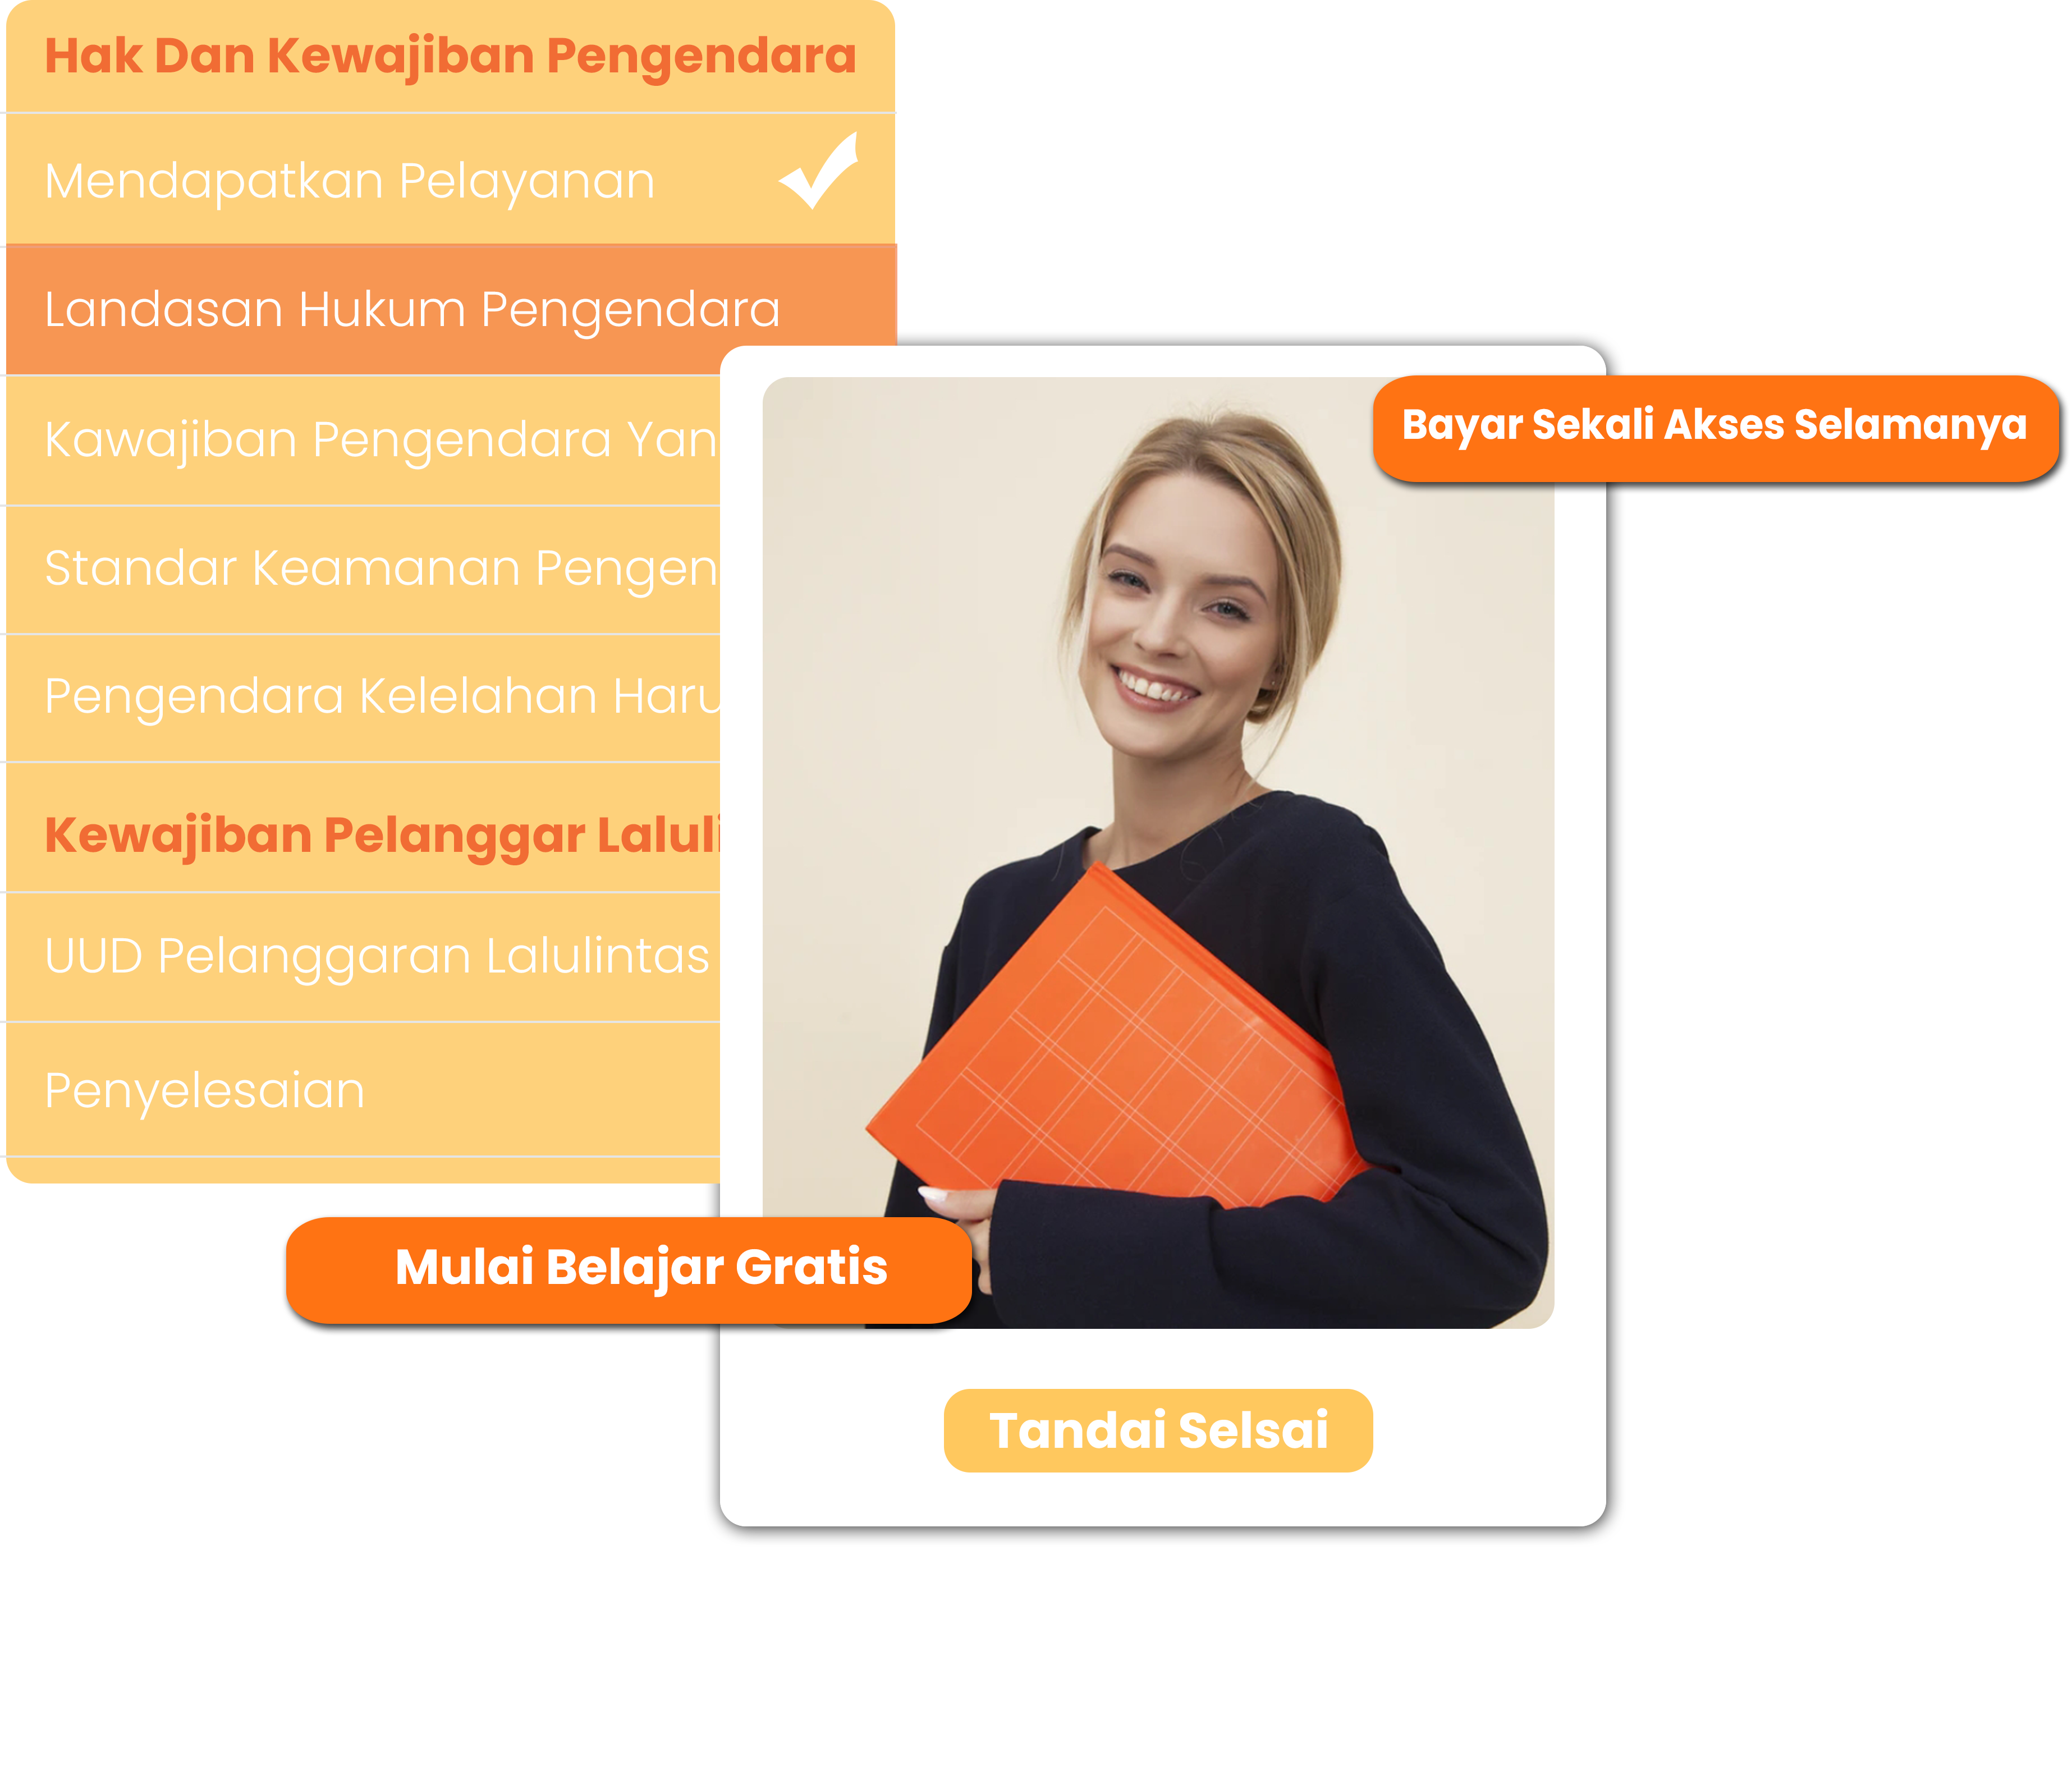 Hak Dan Kewajiban Pengendara
Mendapatkan Pelayanan
Landasan Hukum Pengendara
Kawajiban Pengendara Yan
Standar Keamanan Pengen
Pengendara Kelelahan Haru
Kewajiban Pelanggar Laluli
UUD Pelanggaran Lalulintas
Penyelesaian
Bayar Sekali Akses Selamanya
Mulai Belajar Gratis
Tandai Selsai